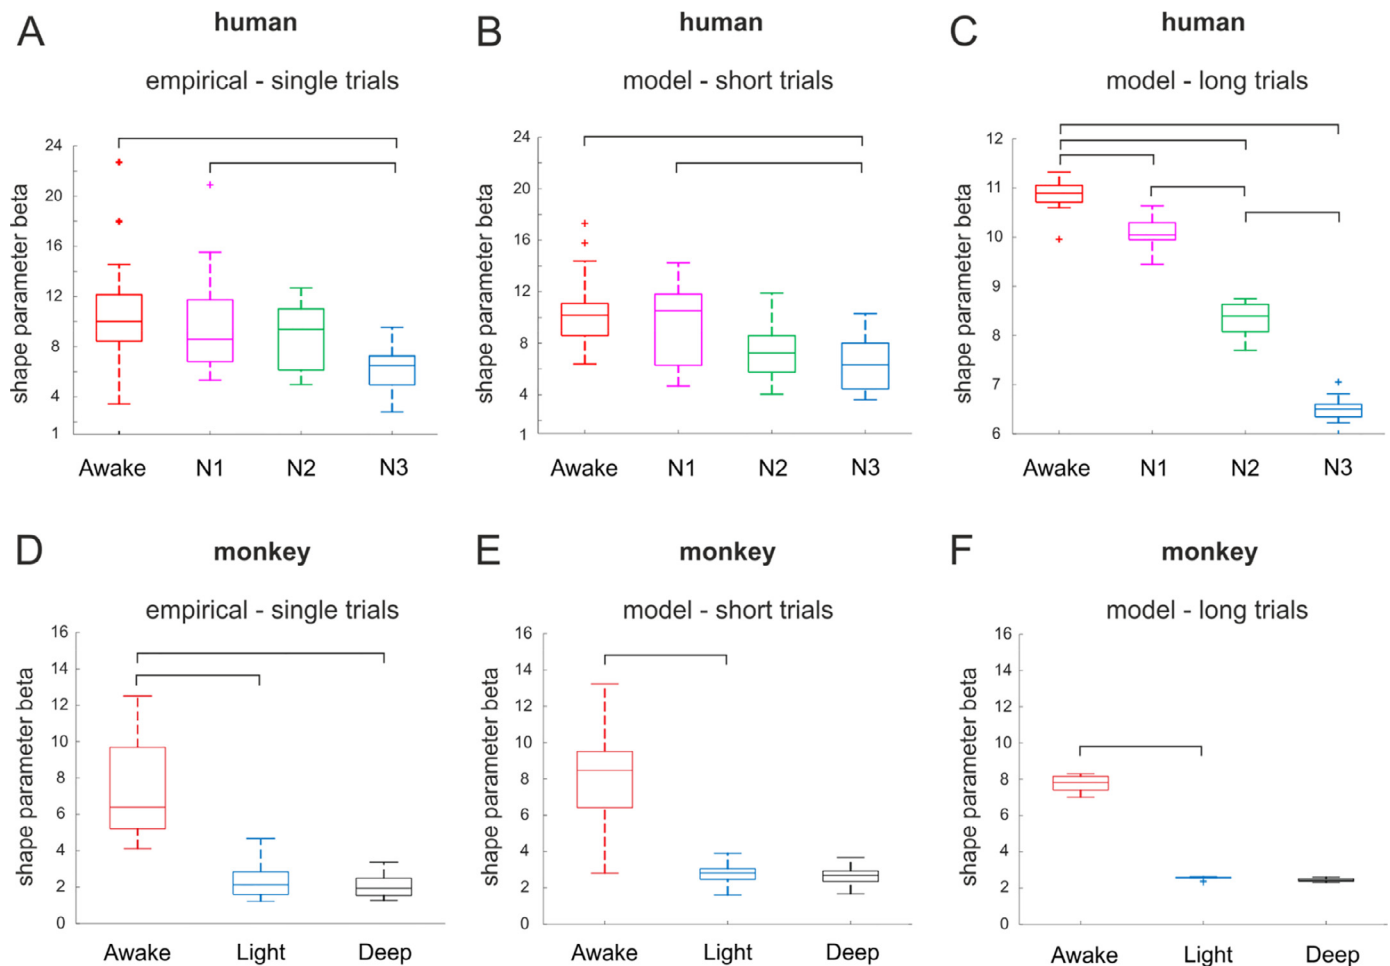 A
human
empirical - single trials
shape parameter beta
24
20
16
12
8
4
1
Awake
N1
N2
N3
B
human
model - short trials
shape parameter beta
24
20
16
12
8
4
1
Awake
N1
N2
N3
C
human
model - long trials
shape parameter beta
12
11
10
8
8
7
6
Awake
N1
N2
N3
D
monkey
empirical - single trials
shape parameter beta
16
14
12
10
8
6
4
2
0
Awake
Light
Deep
E
monkey
model - short trials
shape parameter beta
16
14
12
10
8
6
4
2
0
Awake
Light
Deep
F
monkey
model - long trials
shape parameter beta
16
14
12
10
8
6
4
2
0
Awake
Light
Deep